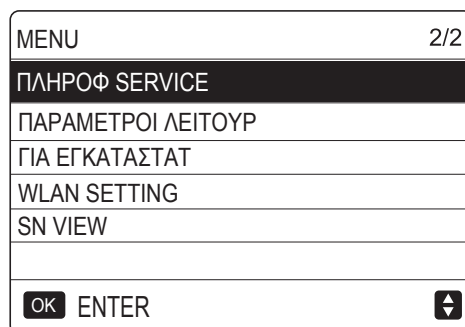 MENU 2/2
ΠΛΗΡΟΦ SERVICE
ΠΑΡΑΜΕΤΡΟΙ ΛΕΙΤΟΥΡ
ΓΙΑ ΕΓΚΑΤΑΣΤΑΤ
WLAN SETTING
SN VIEW
OK ENTER